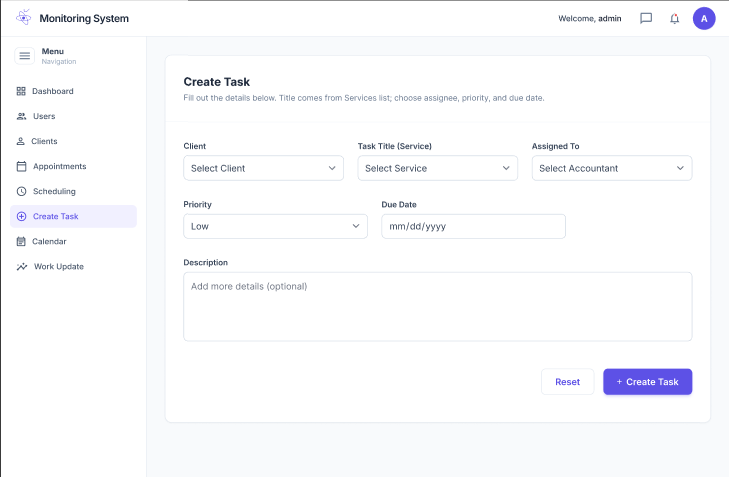 Monitoring System
Welcome, admin
A
Menu
Navigation
Dashboard
Users
Clients
Appointments
Scheduling
Create Task
Calendar
Work Update
Create Task
Fill out the details below. Title comes from Services list; choose assignee, priority, and due date.
Client
Task Title (Service)
Assigned To
Select Client
Select Service
Select Accountant
Priority
Due Date
Low
mm/dd/yyyy
Description
Add more details (optional)
Reset
+ Create Task